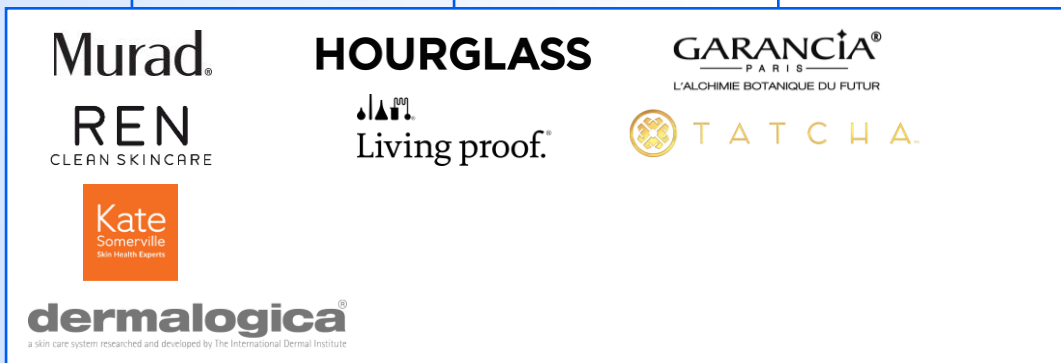 Murad®
HOURGLASS
GARANCIA®
PARIS
L'ALCHIMIE BOTANIQUE DU FUTUR
REN
CLEAN SKINCARE
Living proof.®
TATCHA™
Kate
Somerville
Skin Health Experts
dermalogica®
a skin care system researched and developed by The International Dermal Institute